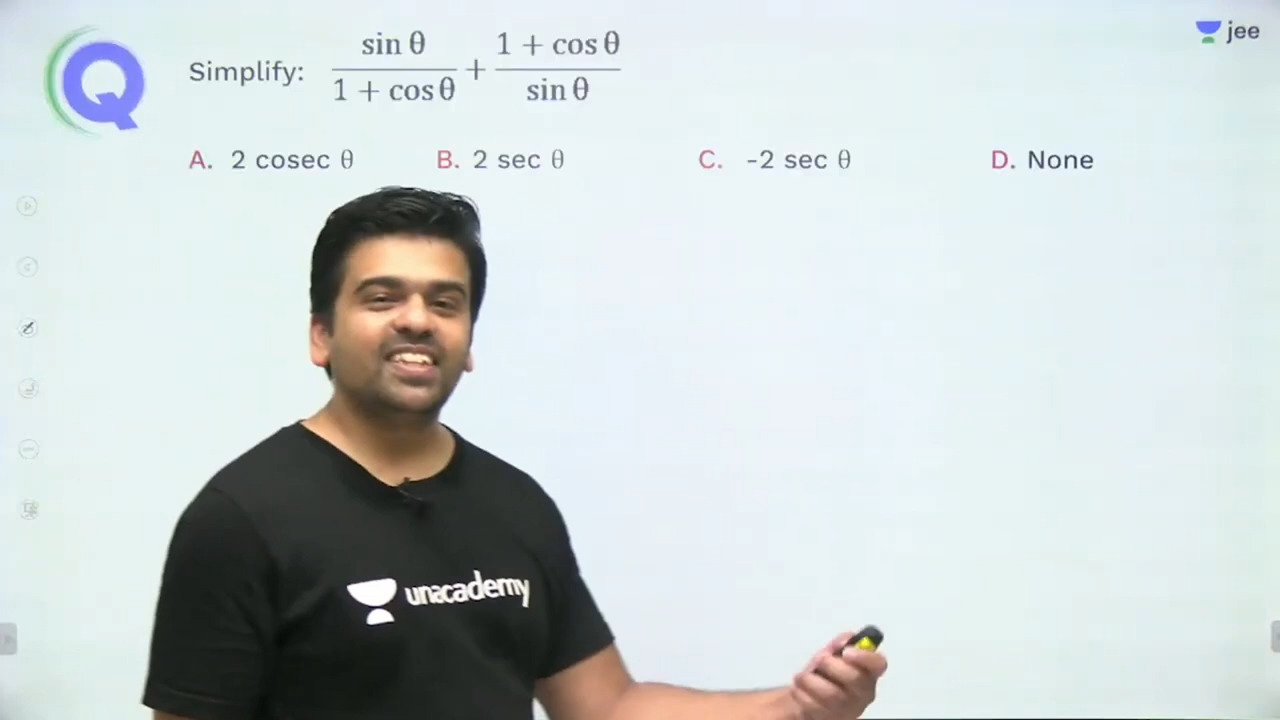 jee
Q
Simplify: sin θ / 1 + cos θ + 1 + cos θ / sin θ
A. 2 cosec θ B. 2 sec θ C. -2 sec θ D. None
unacademy